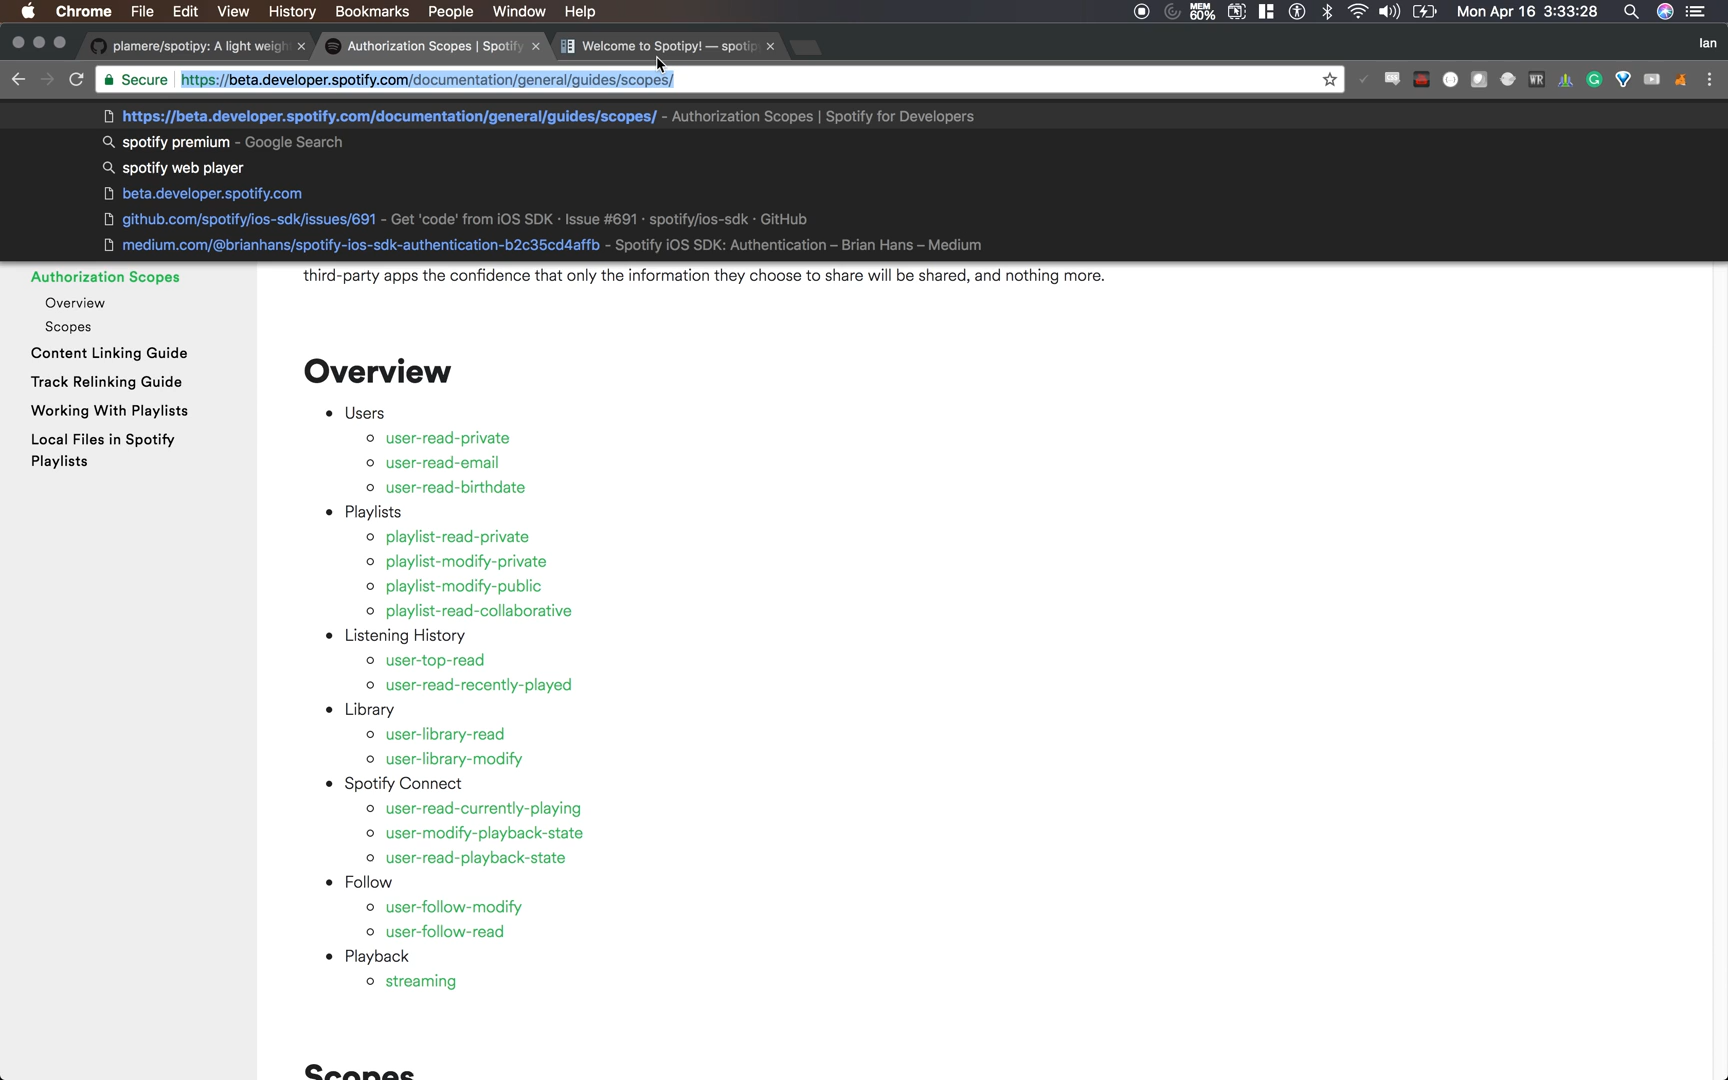 Chrome File Edit View History Bookmarks People Window Help MEM 60% Mon Apr 16 3:33:28
plamere/spotipy: A light weigh Authorization Scopes | Spotify Welcome to Spotipy! — spotip Ian
Secure https://beta.developer.spotify.com/documentation/general/guides/scopes/
https://beta.developer.spotify.com/documentation/general/guides/scopes/ - Authorization Scopes | Spotify for Developers
spotify premium - Google Search
spotify web player
beta.developer.spotify.com
github.com/spotify/ios-sdk/issues/691 - Get 'code' from iOS SDK · Issue #691 · spotify/ios-sdk · GitHub
medium.com/@brianhans/spotify-ios-sdk-authentication-b2c35cd4affb - Spotify iOS SDK: Authentication – Brian Hans – Medium
Authorization Scopes
Overview
Scopes
Content Linking Guide
Track Relinking Guide
Working With Playlists
Local Files in Spotify
Playlists
third-party apps the confidence that only the information they choose to share will be shared, and nothing more.
Overview
Users
user-read-private
user-read-email
user-read-birthdate
Playlists
playlist-read-private
playlist-modify-private
playlist-modify-public
playlist-read-collaborative
Listening History
user-top-read
user-read-recently-played
Library
user-library-read
user-library-modify
Spotify Connect
user-read-currently-playing
user-modify-playback-state
user-read-playback-state
Follow
user-follow-modify
user-follow-read
Playback
streaming
Scopes